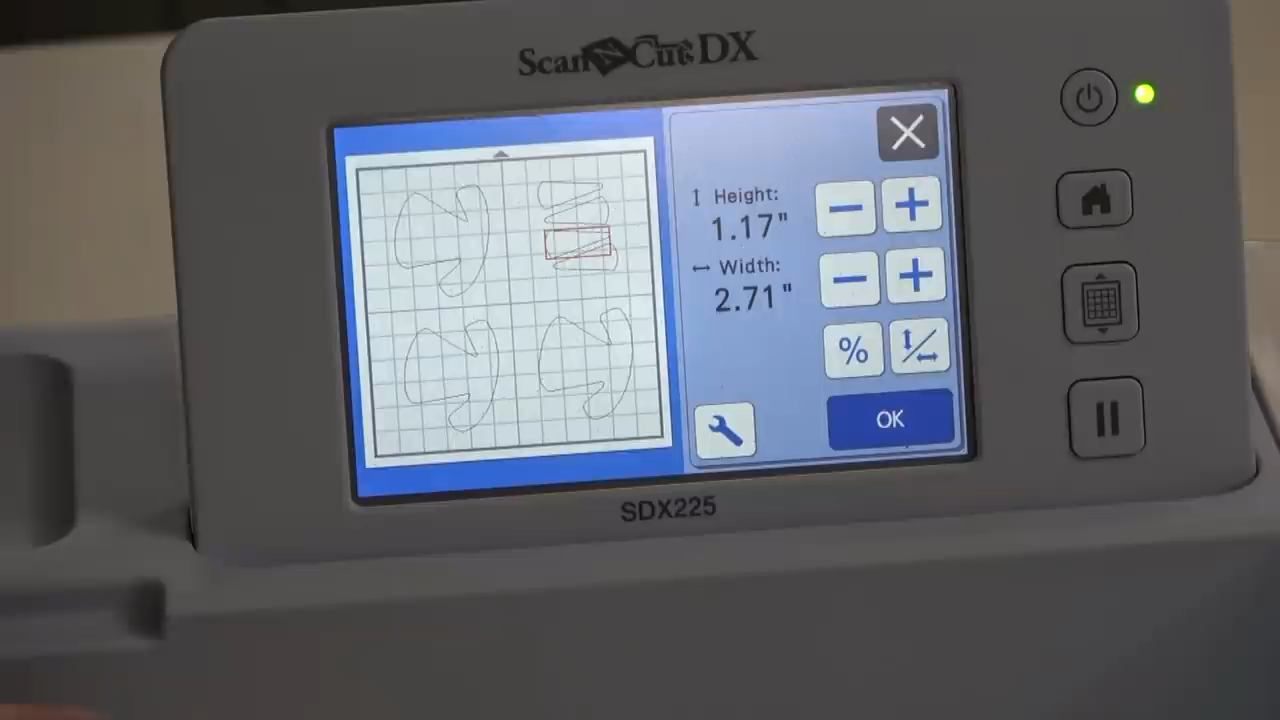 ScanNCut DX
Height:
1.17"
Width:
2.71"
%
OK
SDX225